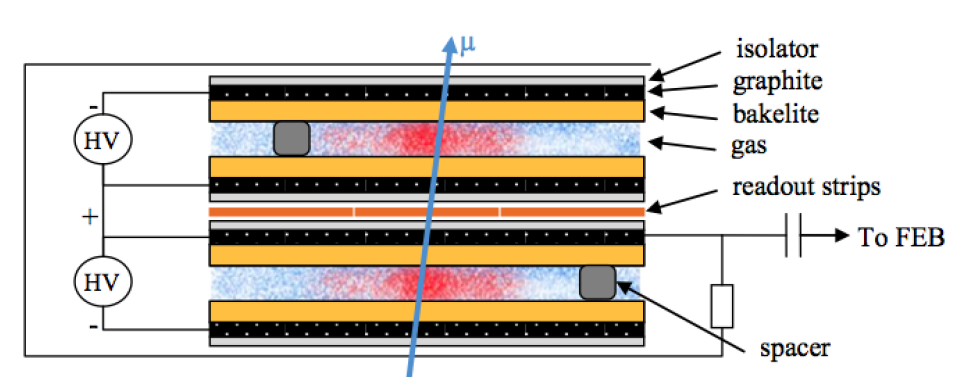 μ
isolator
graphite
bakelite
gas
readout strips
To FEB
spacer
-
HV
+
HV
-